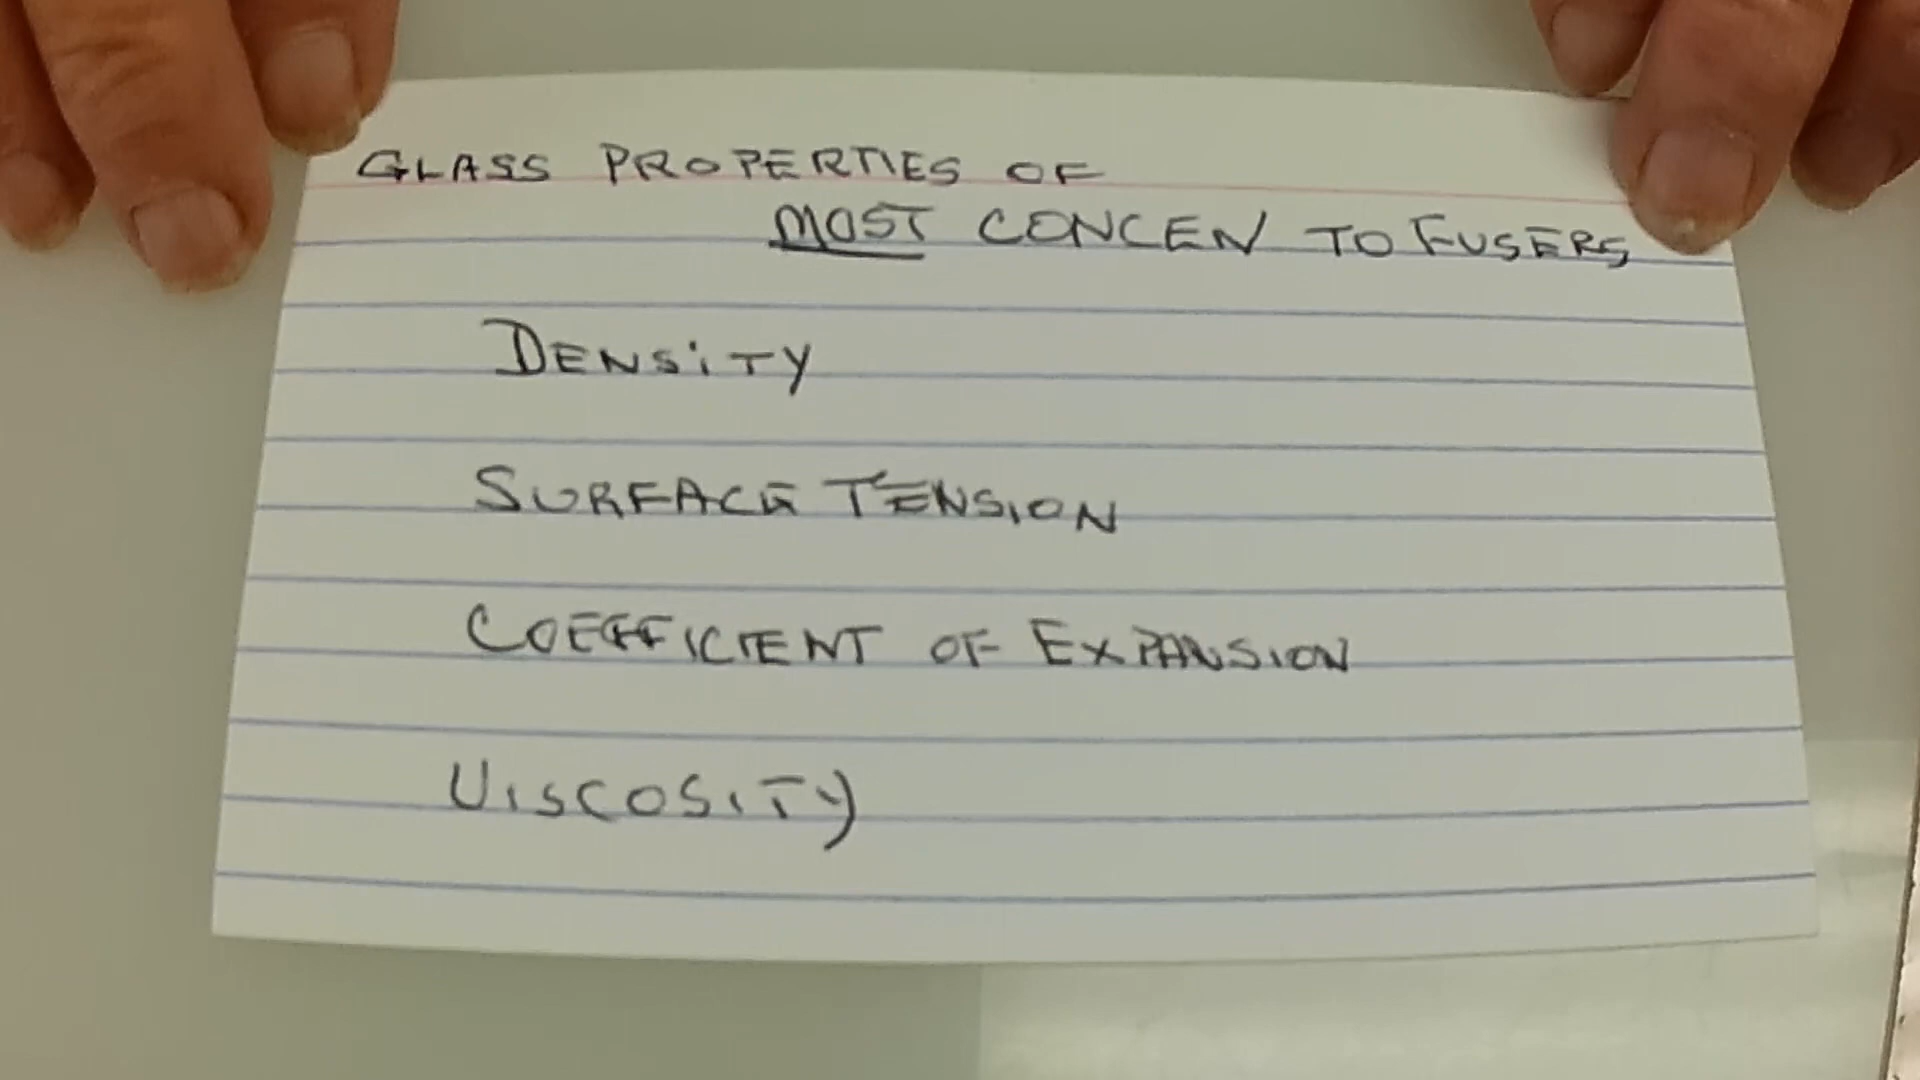 GLASS PROPERTIES OF
MOST CONCEN TO FUSERS
DENSITY
SURFACE TENSION
COEFFICIENT OF EXPANSION
VISCOSITY